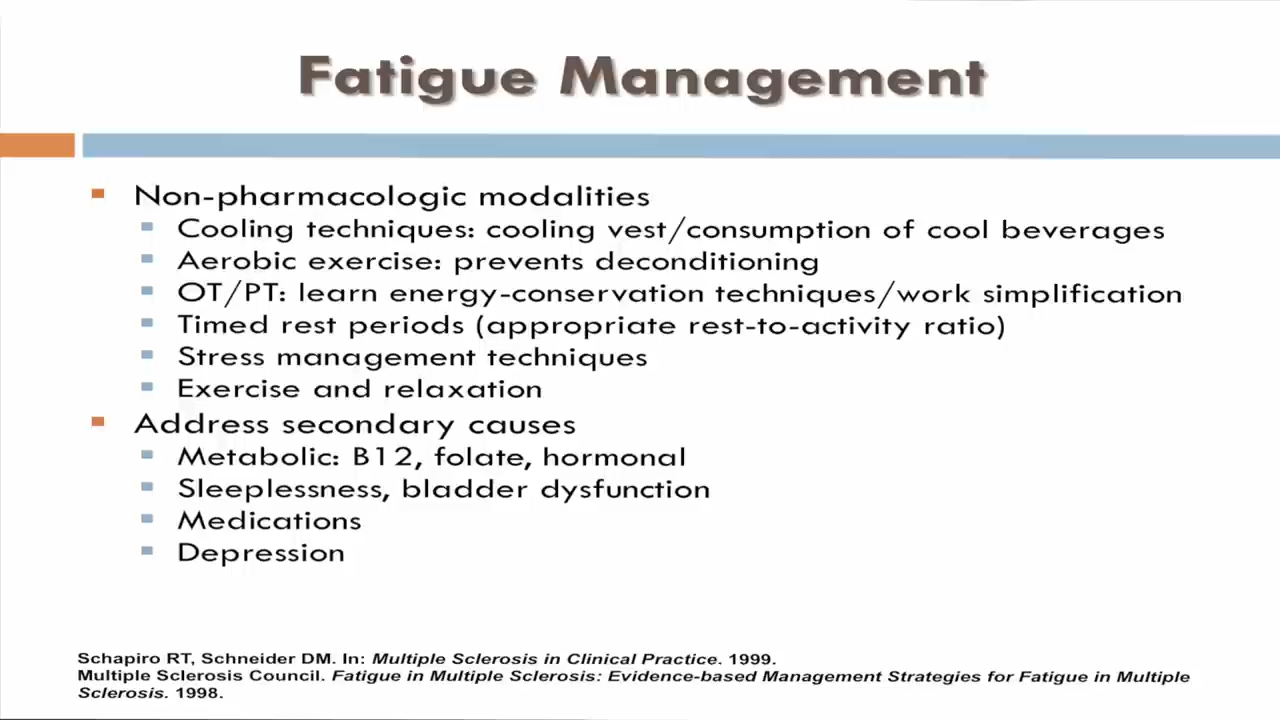 Fatigue Management
Non-pharmacologic modalities
Cooling techniques: cooling vest/consumption of cool beverages
Aerobic exercise: prevents deconditioning
OT/PT: learn energy-conservation techniques/work simplification
Timed rest periods (appropriate rest-to-activity ratio)
Stress management techniques
Exercise and relaxation
Address secondary causes
Metabolic: B12, folate, hormonal
Sleeplessness, bladder dysfunction
Medications
Depression
Schapiro RT, Schneider DM. In: Multiple Sclerosis in Clinical Practice. 1999.
Multiple Sclerosis Council. Fatigue in Multiple Sclerosis: Evidence-based Management Strategies for Fatigue in Multiple
Sclerosis. 1998.